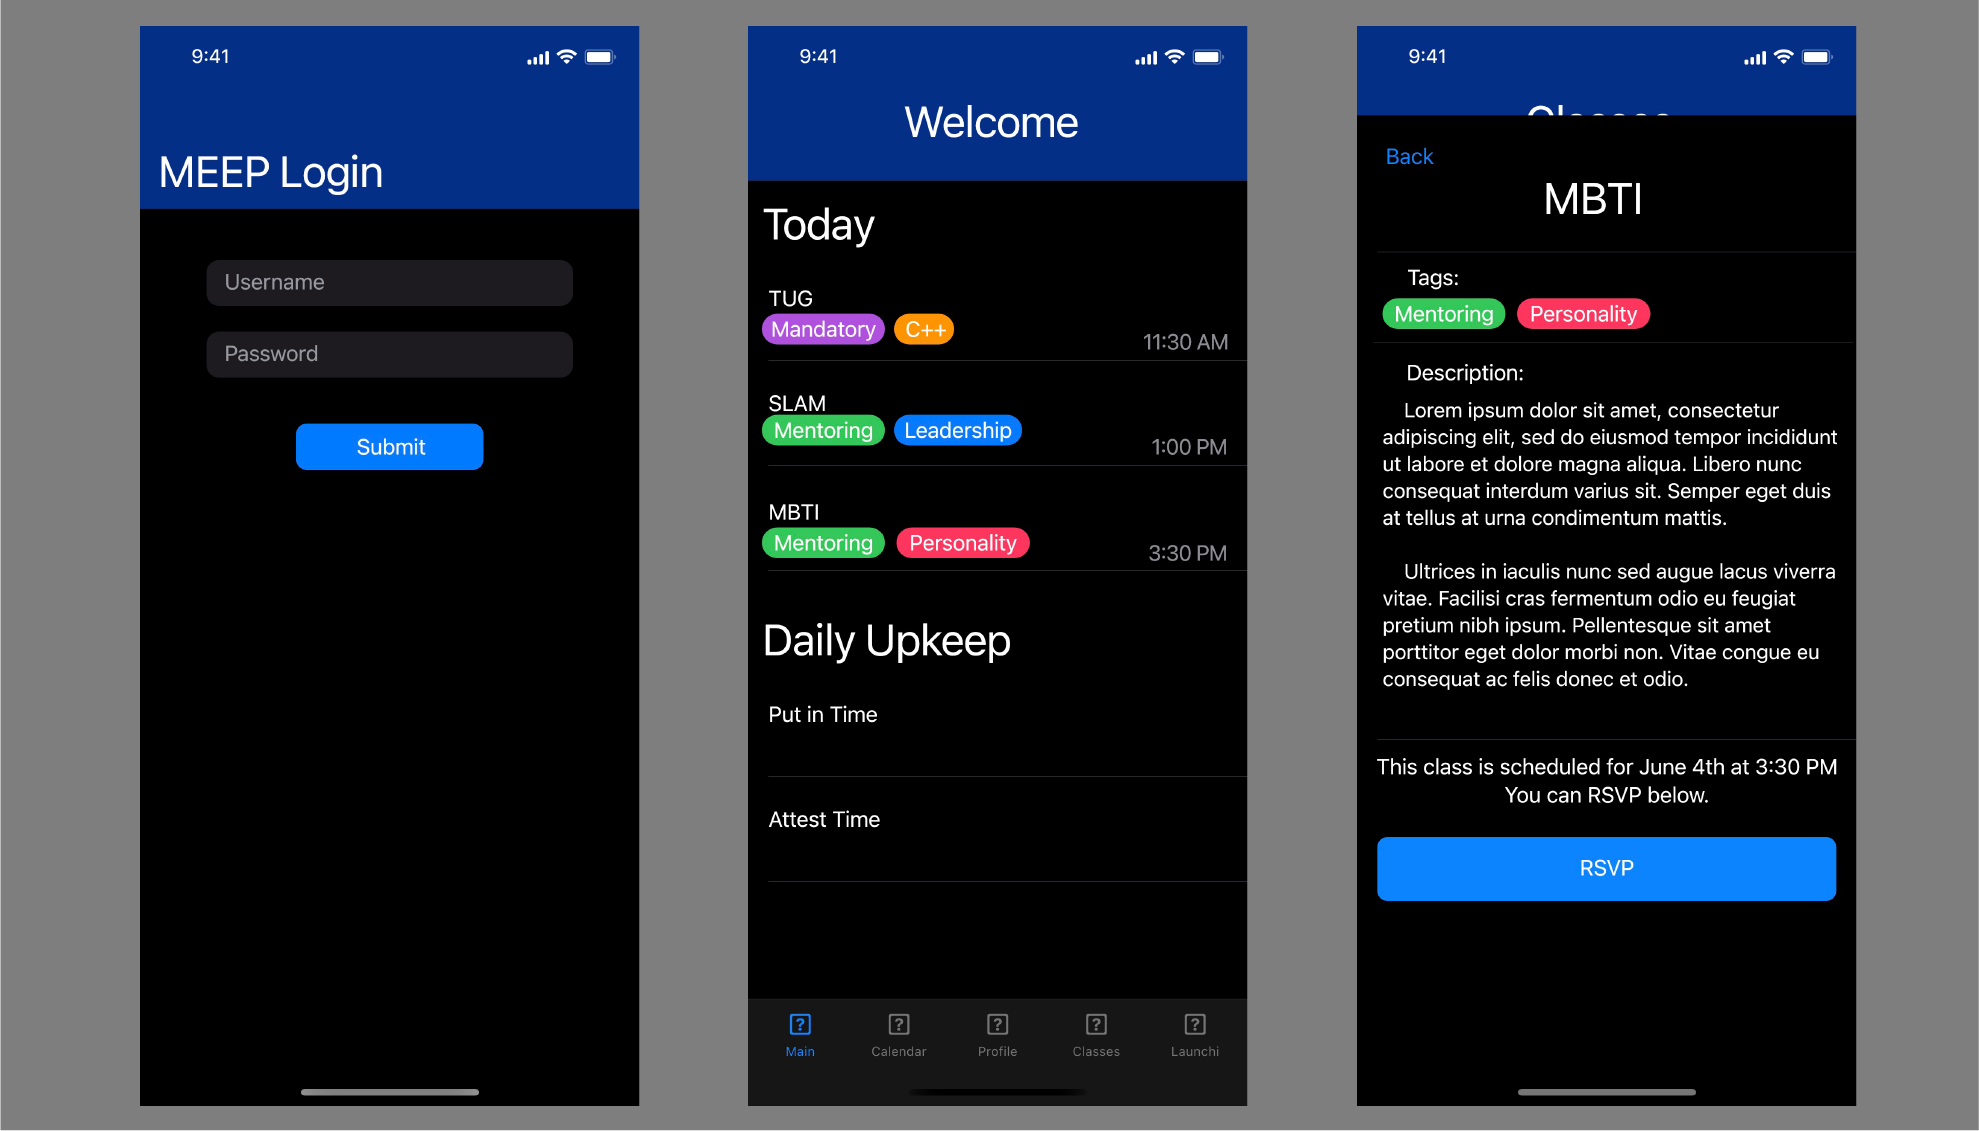 9:41
MEEP Login
Username
Password
Submit
9:41
Welcome
Today
TUG
Mandatory C++
11:30 AM
SLAM
Mentoring Leadership
1:00 PM
MBTI
Mentoring Personality
3:30 PM
Daily Upkeep
Put in Time
Attest Time
Main Calendar Profile Classes Launchi
9:41
Classes
Back
MBTI
Tags:
Mentoring Personality
Description:
Lorem ipsum dolor sit amet, consectetur
adipiscing elit, sed do eiusmod tempor incididunt
ut labore et dolore magna aliqua. Libero nunc
consequat interdum varius sit. Semper eget duis
at tellus at urna condimentum mattis.
Ultrices in iaculis nunc sed augue lacus viverra
vitae. Facilisi cras fermentum odio eu feugiat
pretium nibh ipsum. Pellentesque sit amet
porttitor eget dolor morbi non. Vitae congue eu
consequat ac felis donec et odio.
This class is scheduled for June 4th at 3:30 PM
You can RSVP below.
RSVP